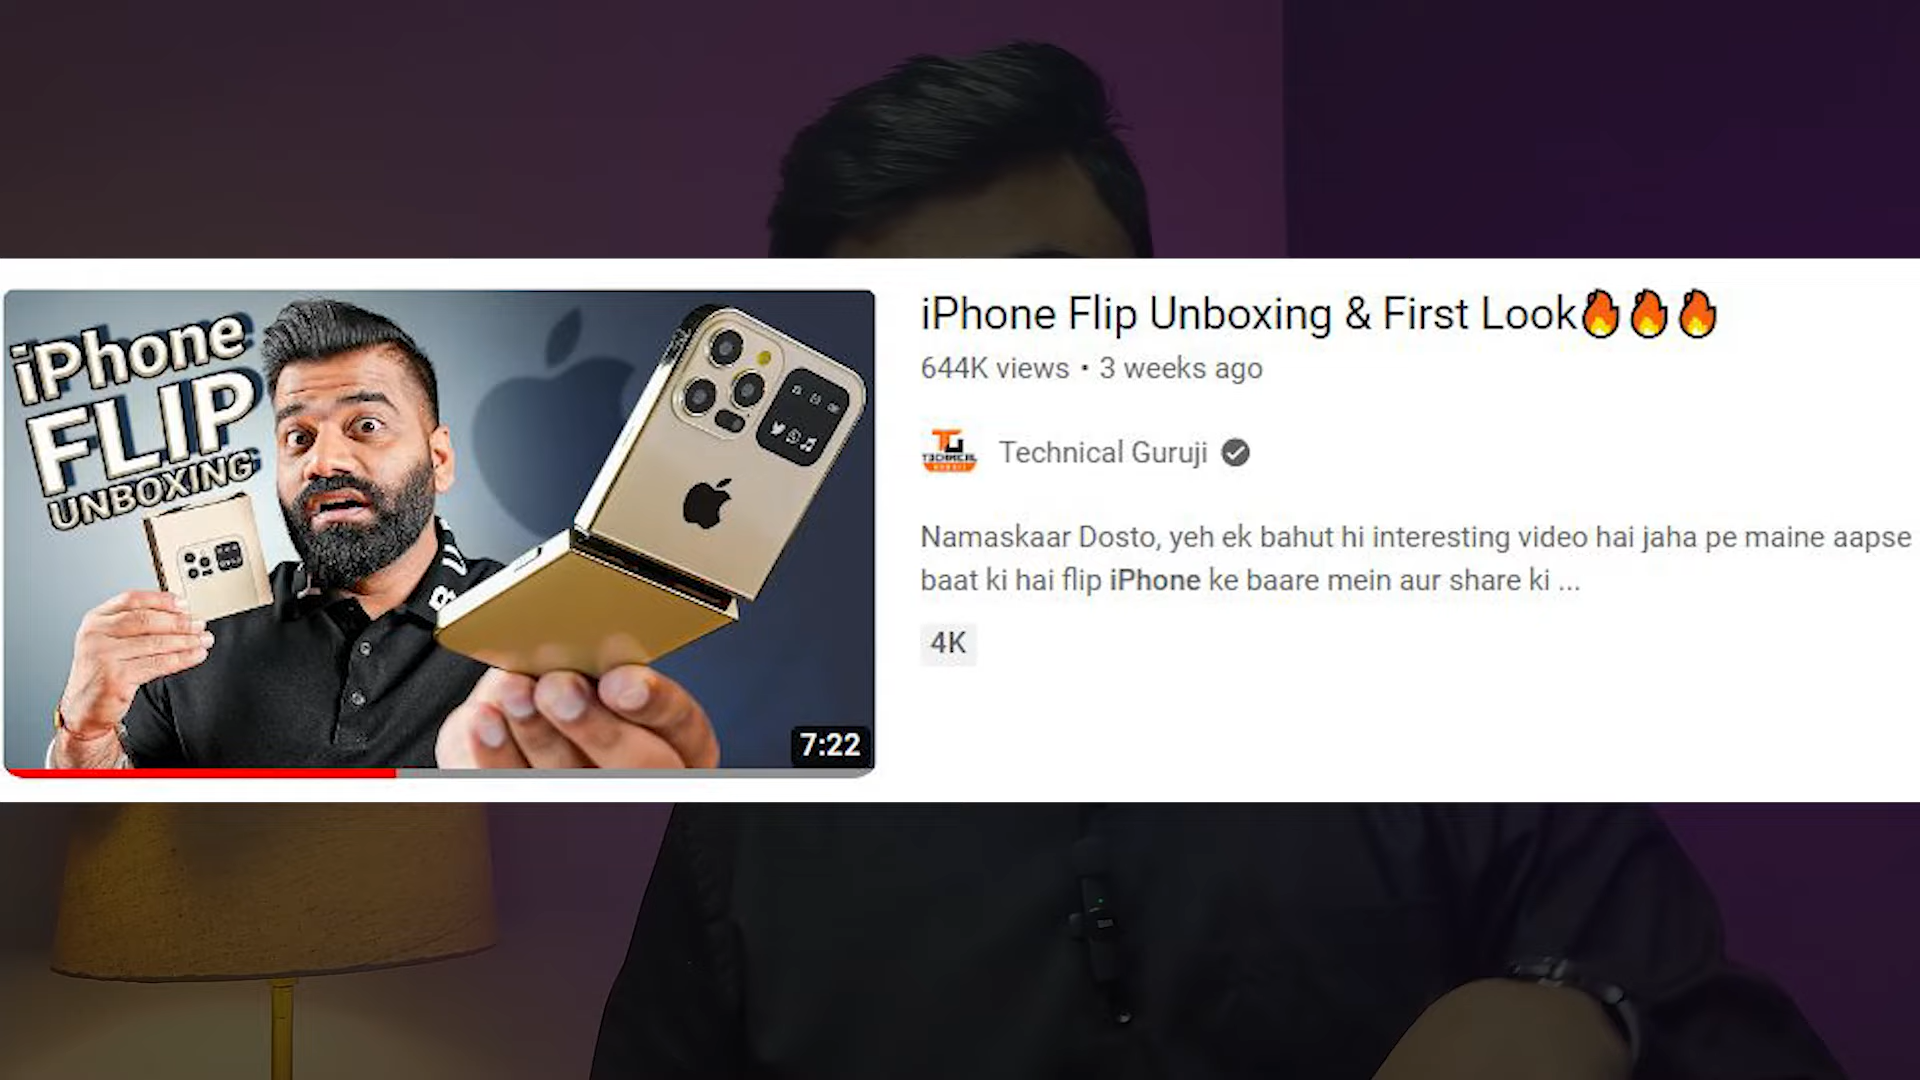 iPhone
FLIP
UNBOXING
7:22
iPhone Flip Unboxing & First Look🔥🔥🔥
644K views • 3 weeks ago
TECHNICAL
GURUJI
Technical Guruji
Namaskaar Dosto, yeh ek bahut hi interesting video hai jaha pe maine aapse
baat ki hai flip iPhone ke baare mein aur share ki ...
4K